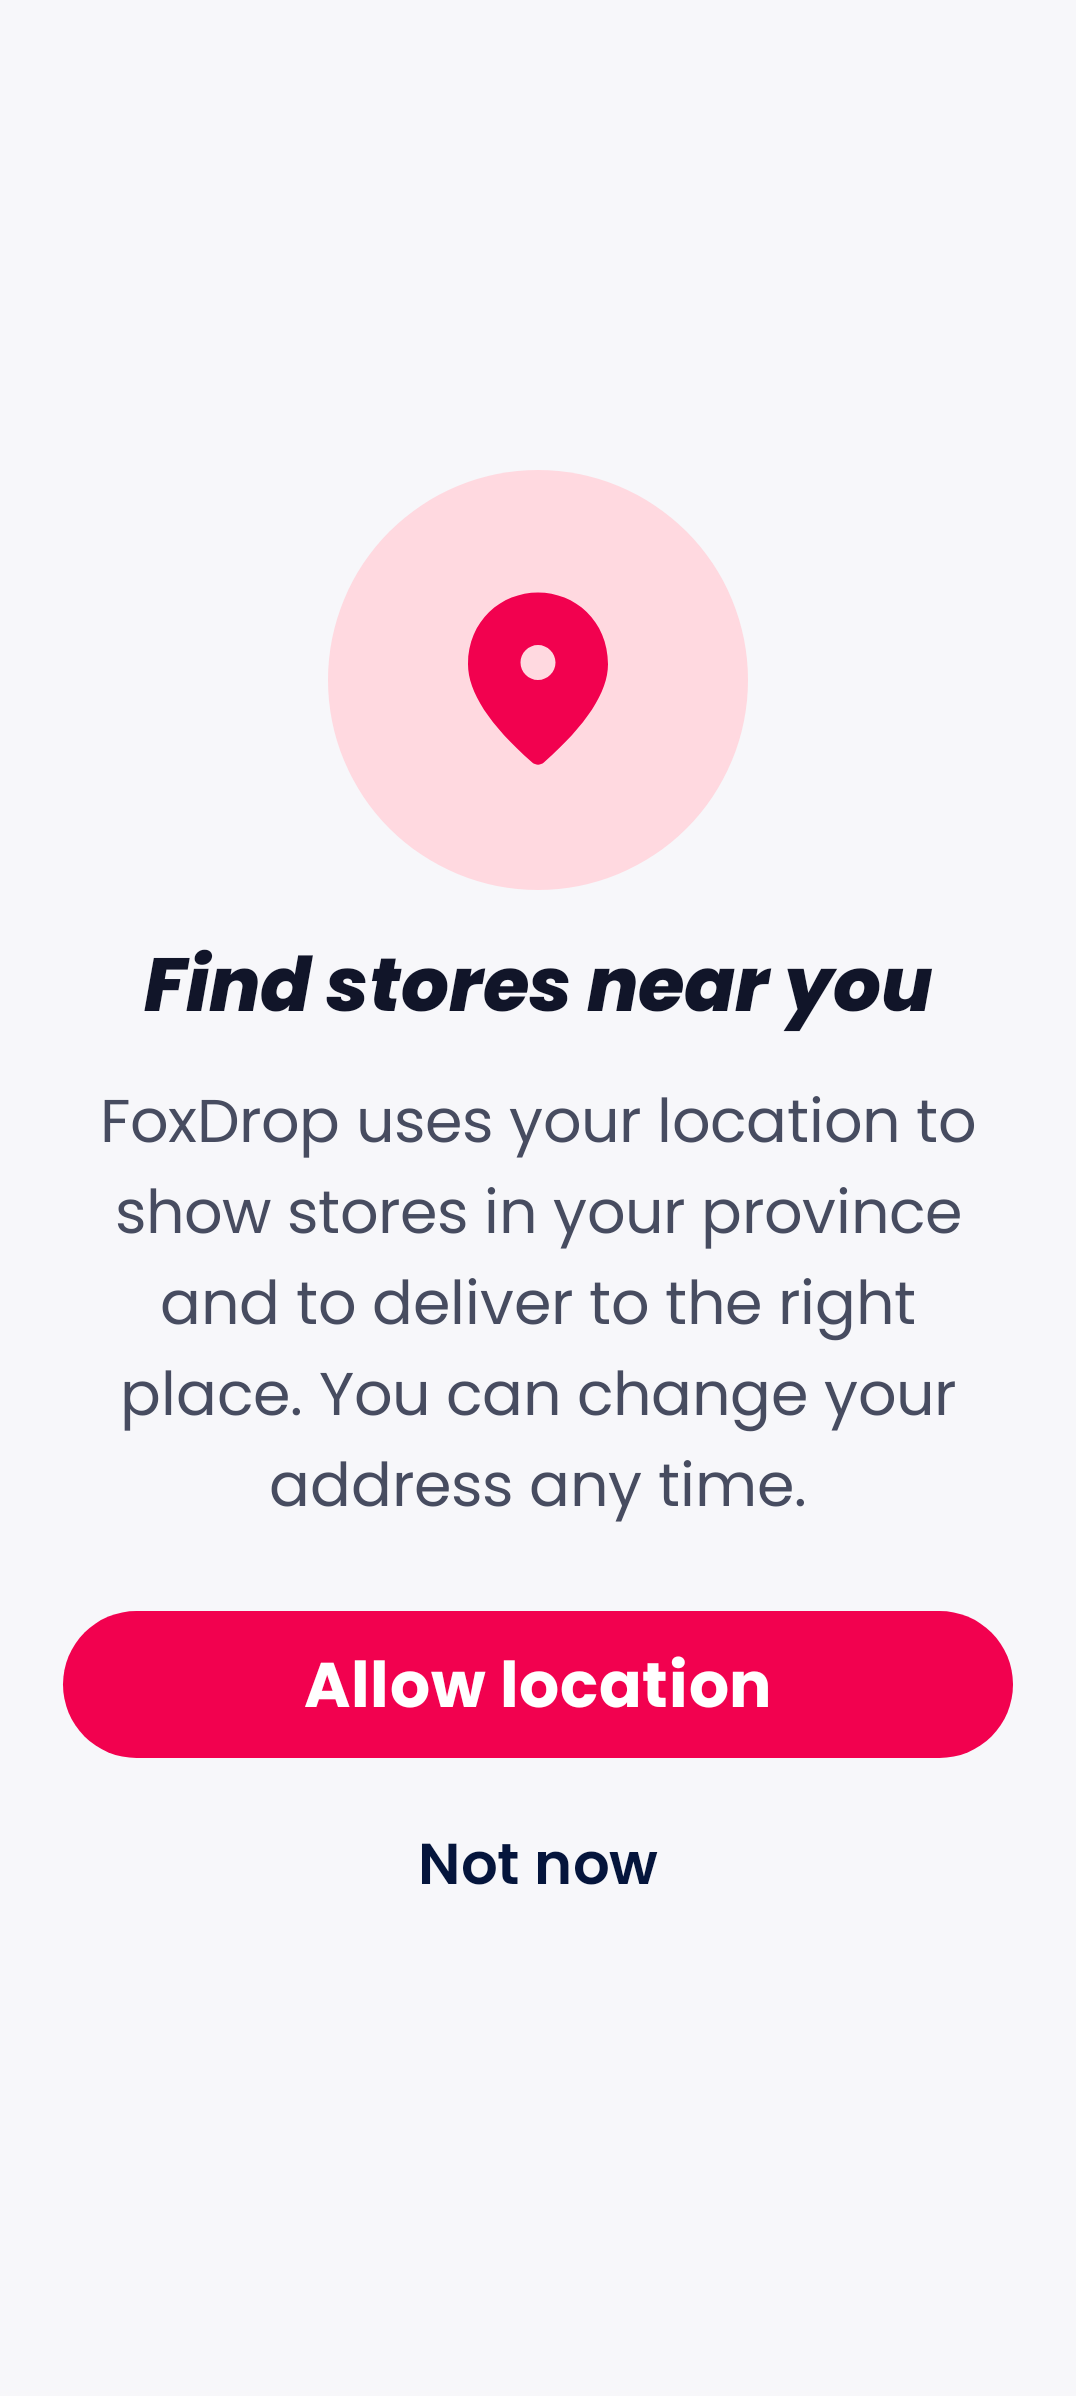 Find stores near you
FoxDrop uses your location to
show stores in your province
and to deliver to the right
place. You can change your
address any time.
Allow location
Not now